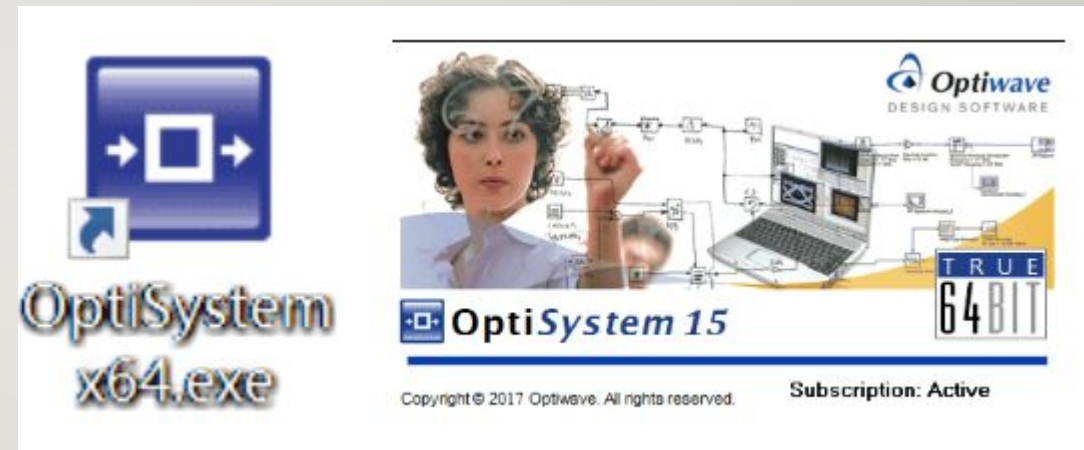 OptiSystem
x64.exe
Optiwave
DESIGN SOFTWARE
TRUE
64BIT
OptiSystem 15
Copyright © 2017 Optiwave. All rights reserved.
Subscription: Active